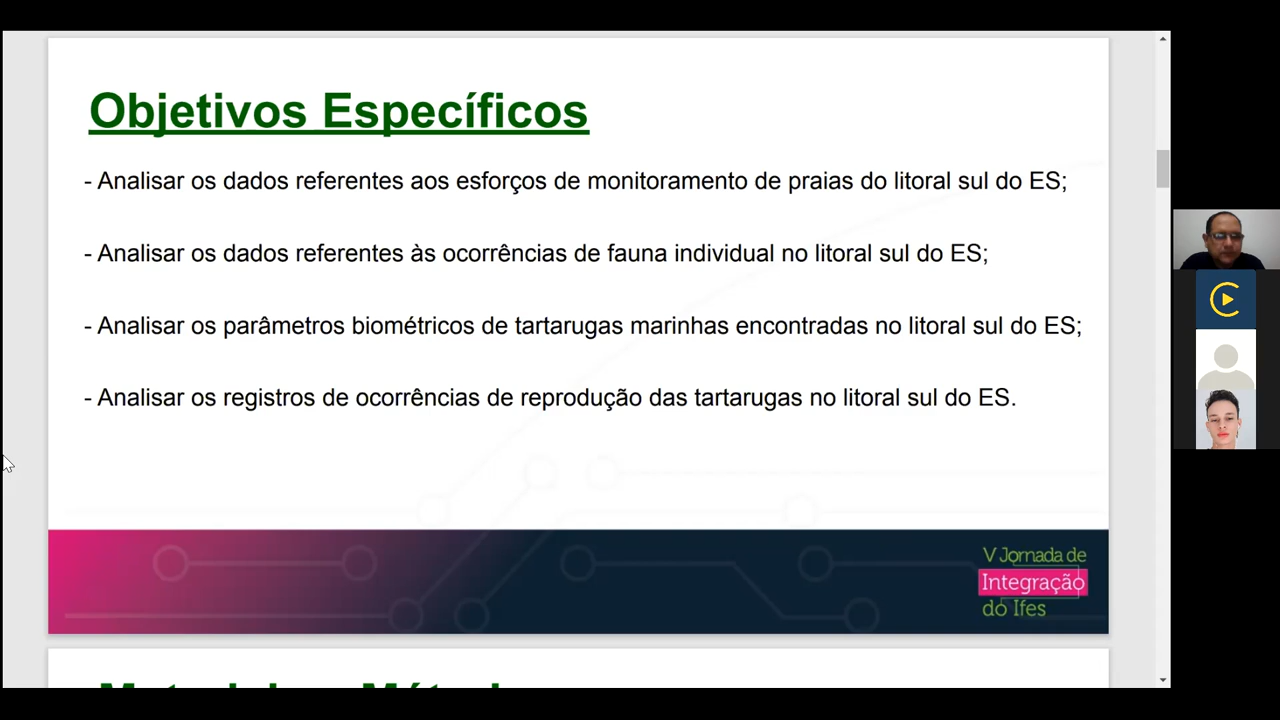 Objetivos Específicos
- Analisar os dados referentes aos esforços de monitoramento de praias do litoral sul do ES;
- Analisar os dados referentes às ocorrências de fauna individual no litoral sul do ES;
- Analisar os parâmetros biométricos de tartarugas marinhas encontradas no litoral sul do ES;
- Analisar os registros de ocorrências de reprodução das tartarugas no litoral sul do ES.
V Jornada de
Integração
do Ifes